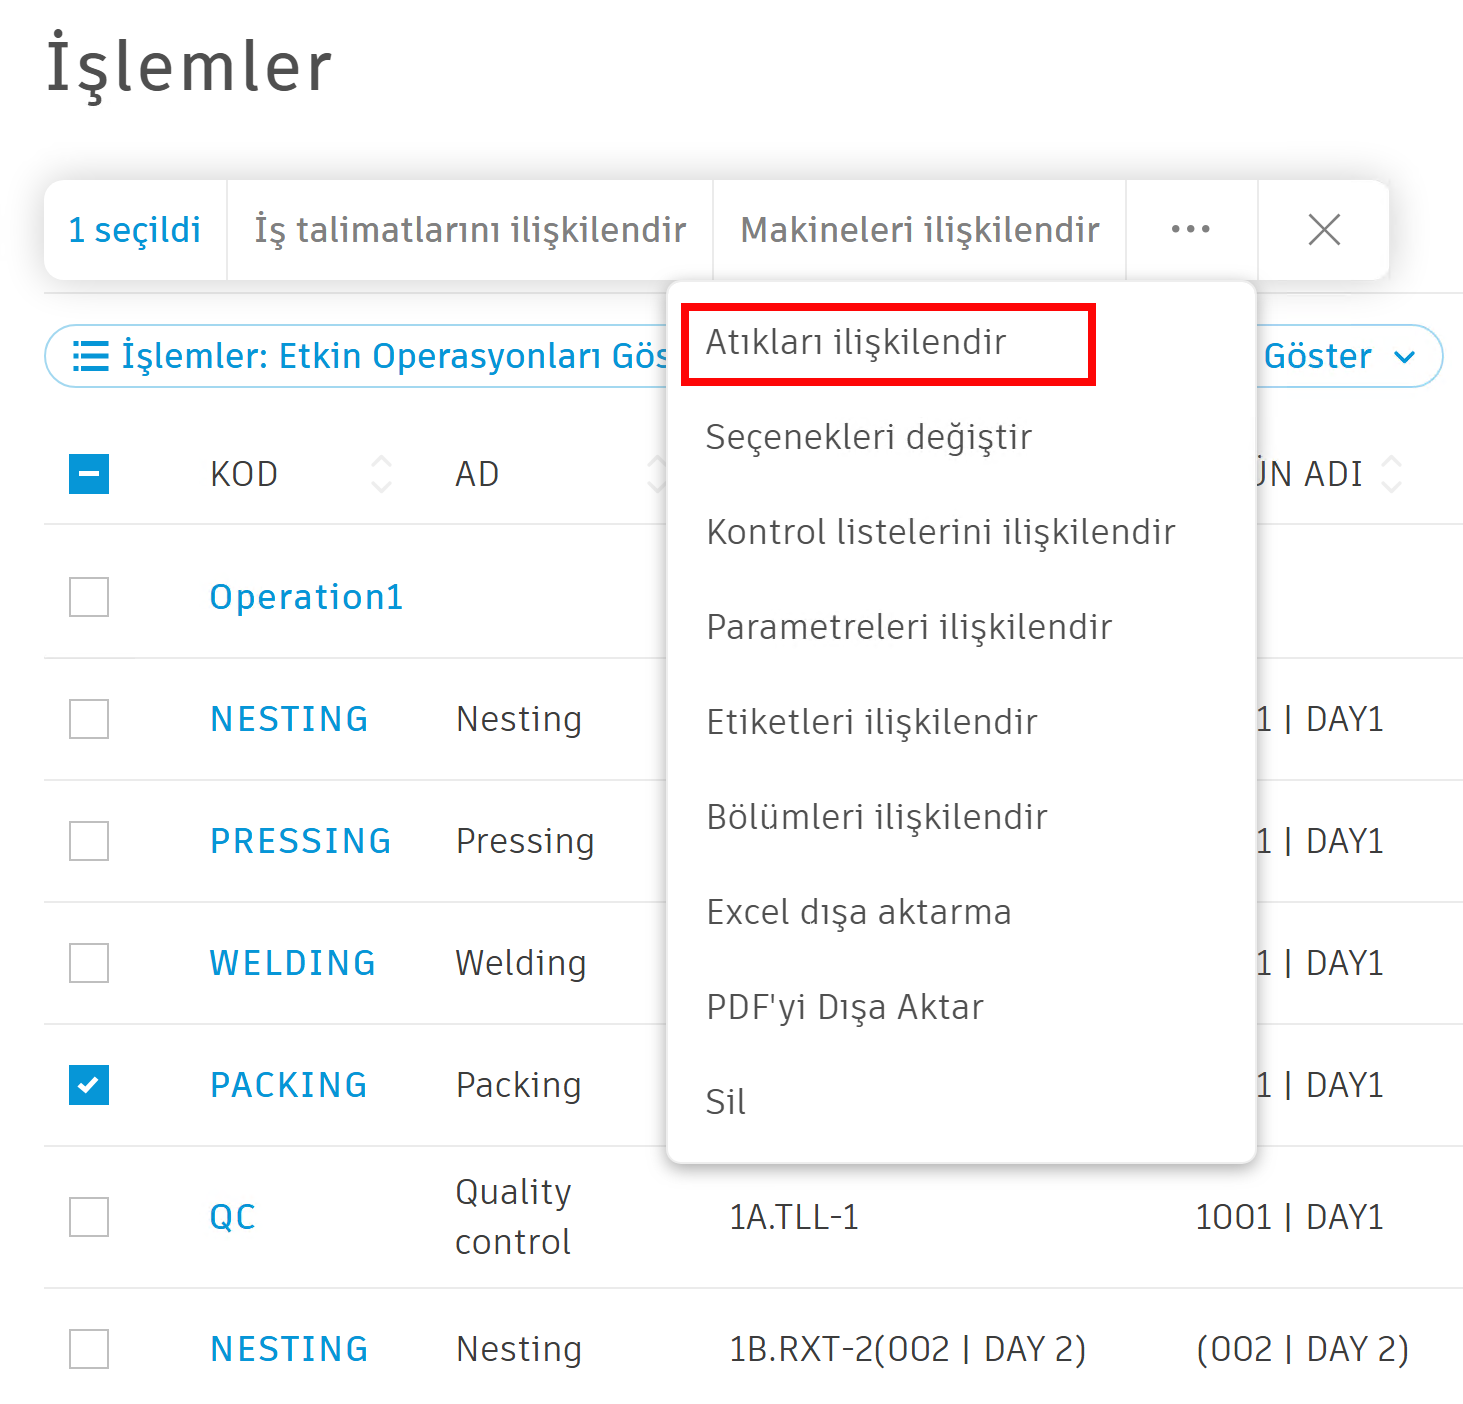 İşlemler
1 seçildi
İş talimatlarını ilişkilendir
Makineleri ilişkilendir
İşlemler: Etkin Operasyonları
Göster
Atıkları ilişkilendir
Seçenekleri değiştir
Kontrol listelerini ilişkilendir
Parametreleri ilişkilendir
Etiketleri ilişkilendir
Bölümleri ilişkilendir
Excel dışa aktarma
PDF'yi Dışa Aktar
Sil
KOD AD ADI
Operation1
NESTING Nesting 1 | DAY1
PRESSING Pressing 1 | DAY1
WELDING Welding 1 | DAY1
PACKING Packing 1 | DAY1
QC Quality control 1A.TLL-1 1001 | DAY1
NESTING Nesting 1B.RXT-2(002 | DAY 2) (002 | DAY 2)